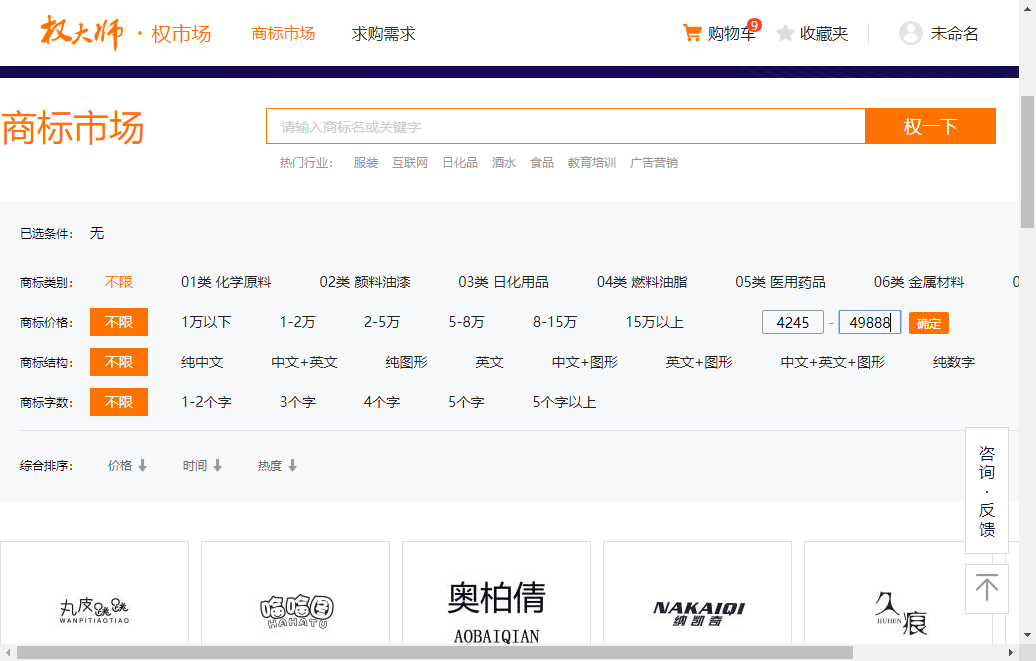 权大师 · 权市场 商标市场 求购需求 购物车 9 收藏夹 未命名
商标市场 请输入商标名或关键字 权一下
热门行业： 服装 互联网 日化品 酒水 食品 教育培训 广告营销
已选条件： 无
商标类别： 不限 01类 化学原料 02类 颜料油漆 03类 日化用品 04类 燃料油脂 05类 医用药品 06类 金属材料 0
商标价格： 不限 1万以下 1-2万 2-5万 5-8万 8-15万 15万以上 4245 - 49888 确定
商标结构： 不限 纯中文 中文+英文 纯图形 英文 中文+图形 英文+图形 中文+英文+图形 纯数字
商标字数： 不限 1-2个字 3个字 4个字 5个字 5个字以上
综合排序： 价格 时间 热度
咨询·反馈
丸皮跳跳
WANPITIAOTIAO
哈哈图
HAHATU
奥柏倩
AOBAIQIAN
NAKAIQI
纳凯奇
久痕
JIUHEN